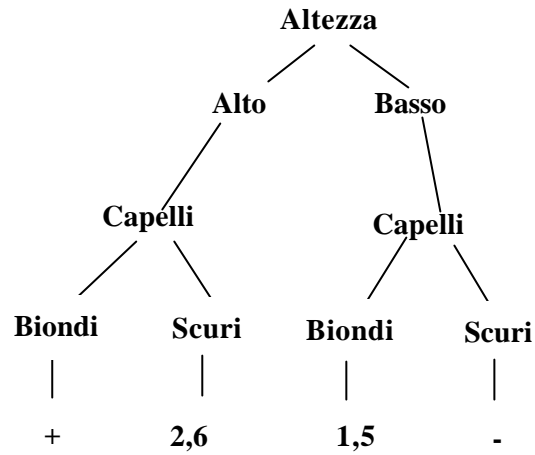 Altezza
Alto Basso
Capelli Capelli
Biondi Scuri Biondi Scuri
+ 2,6 1,5 -